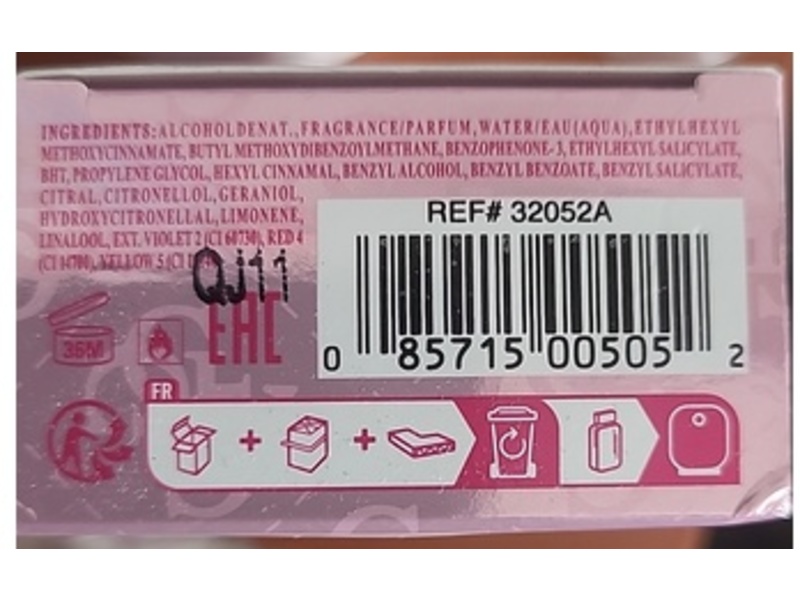 INGREDIENTS:ALCOHOLDENAT.,FRAGRANCE/PARFUM,WATER/EAU(AQUA),ETHYLHEXYL
METHOXYCINNAMATE, BUTYL METHOXYDIBENZOYLMETHANE, BENZOPHENONE-3, ETHYLHEXYL SALICYLATE,
BHT, PROPYLENE GLYCOL, HEXYL CINNAMAL, BENZYL ALCOHOL, BENZYL BENZOATE, BENZYL SALICYLATE,
CITRAL, CITRONELLOL, GERANIOL,
HYDROXYCITRONELLAL, LIMONENE,
LINALOOL, EXT. VIOLET 2 (CI 60730), RED 4
(CI 14700), YELLOW 5 (CI
QJ11
REF# 32052A
0 85715 00505 2
36M
EAC
FR